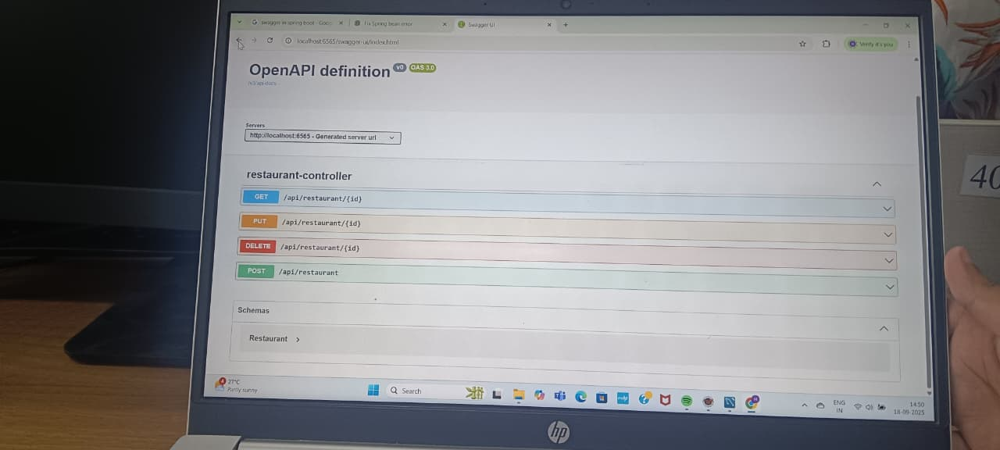 swagger in spring boot - Goo
Fix Spring bean error
Swagger UI
localhost:6565/swagger-ui/index.html
Verify it's you
OpenAPI definition v0 OAS 3.0
/v3/api-docs
Servers
http://localhost:6565 - Generated server url
restaurant-controller
GET /api/restaurant/{id}
PUT /api/restaurant/{id}
DELETE /api/restaurant/{id}
POST /api/restaurant
Schemas
Restaurant
4
27°C
Partly sunny
Search
ENG
IN
14:50
18-09-2025
hp
40